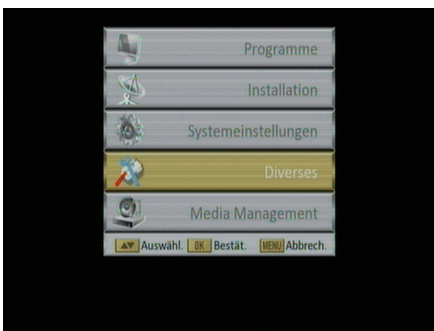 Programme
Installation
Systemeinstellungen
Diverses
Media Management
▲▼ Auswähl. OK Bestät. MENU Abbrech.